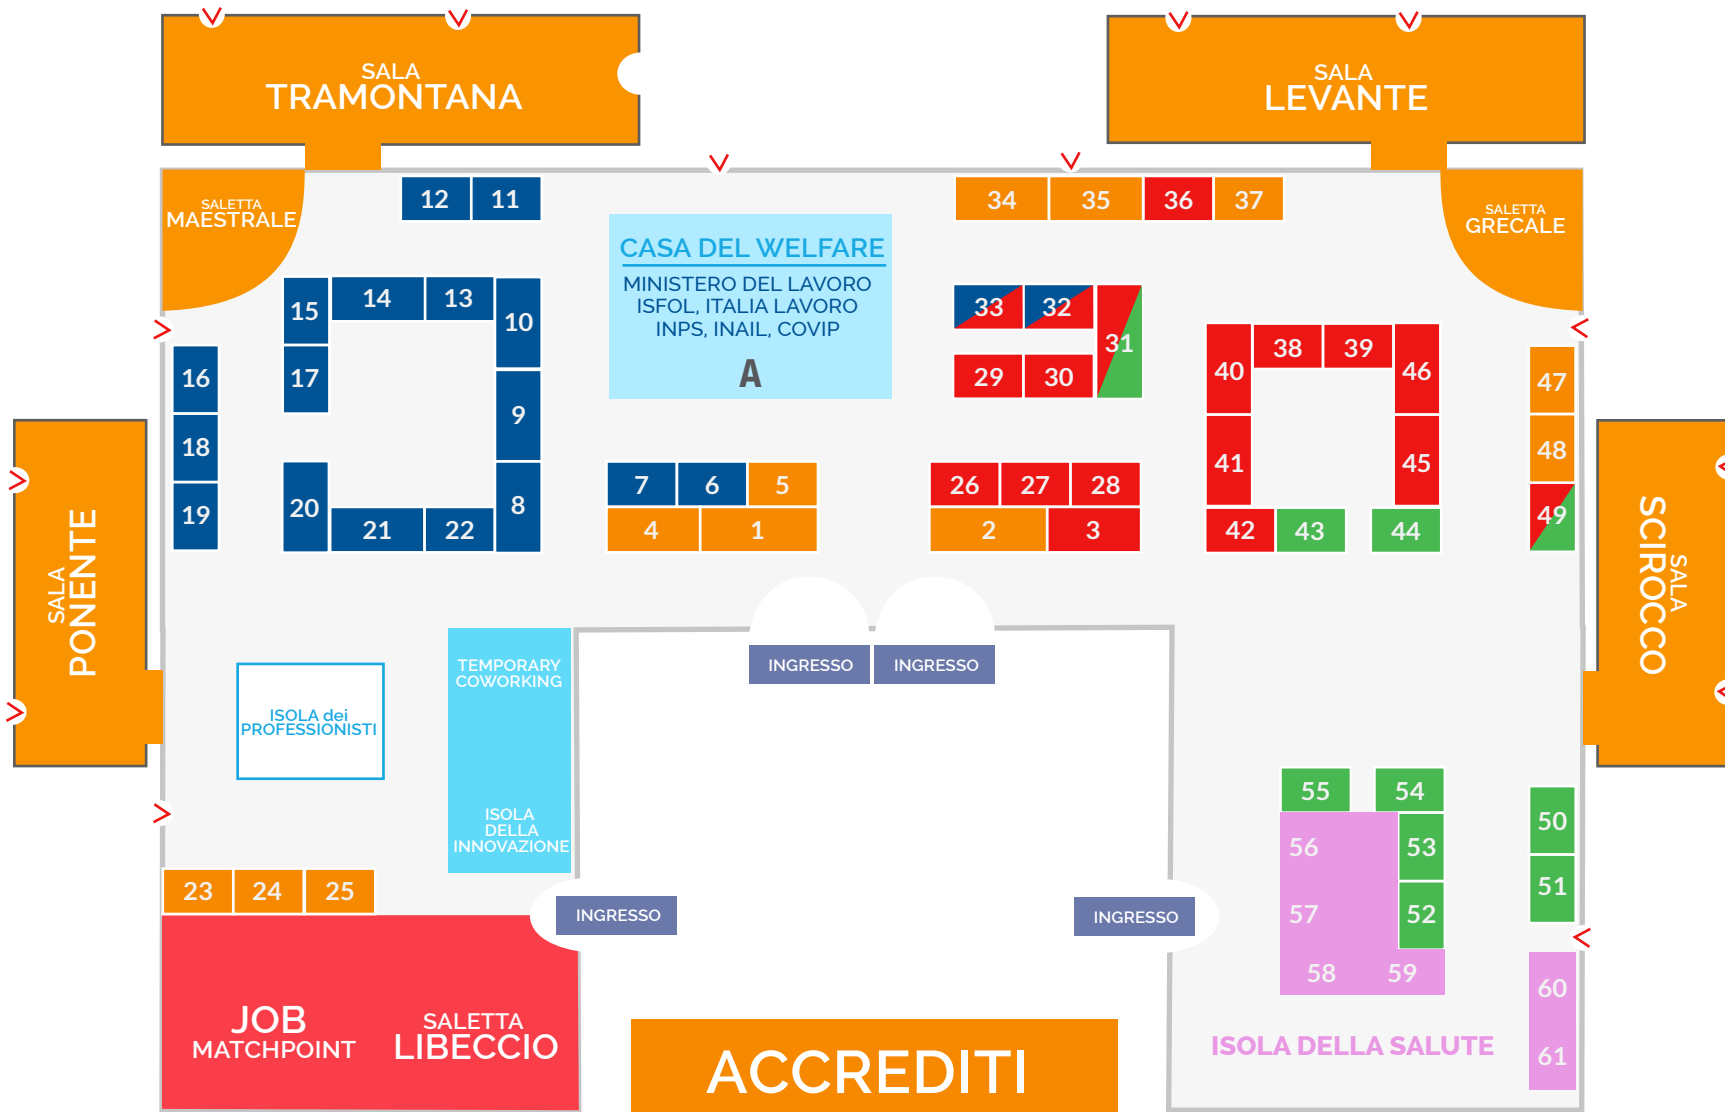 SALA
TRAMONTANA
SALA
LEVANTE
SALETTA
MAESTRALE
12
11
34
35
36
37
SALETTA
GRECALE
CASA DEL WELFARE
MINISTERO DEL LAVORO
ISFOL, ITALIA LAVORO
INPS, INAIL, COVIP
A
15
14
13
10
33
32
31
38
39
40
46
16
17
29
30
47
9
18
41
45
48
20
8
7
6
5
26
27
28
19
21
22
4
1
2
3
42
43
44
49
SALA
PONENTE
SALA
SCIROCCO
TEMPORARY
COWORKING
INGRESSO
INGRESSO
ISOLA dei
PROFESSIONISTI
ISOLA
DELLA
INNOVAZIONE
55
54
50
56
53
51
23
24
25
57
52
INGRESSO
INGRESSO
58
59
60
JOB
MATCHPOINT
SALETTA
LIBECCIO
ACCREDITI
ISOLA DELLA SALUTE
61